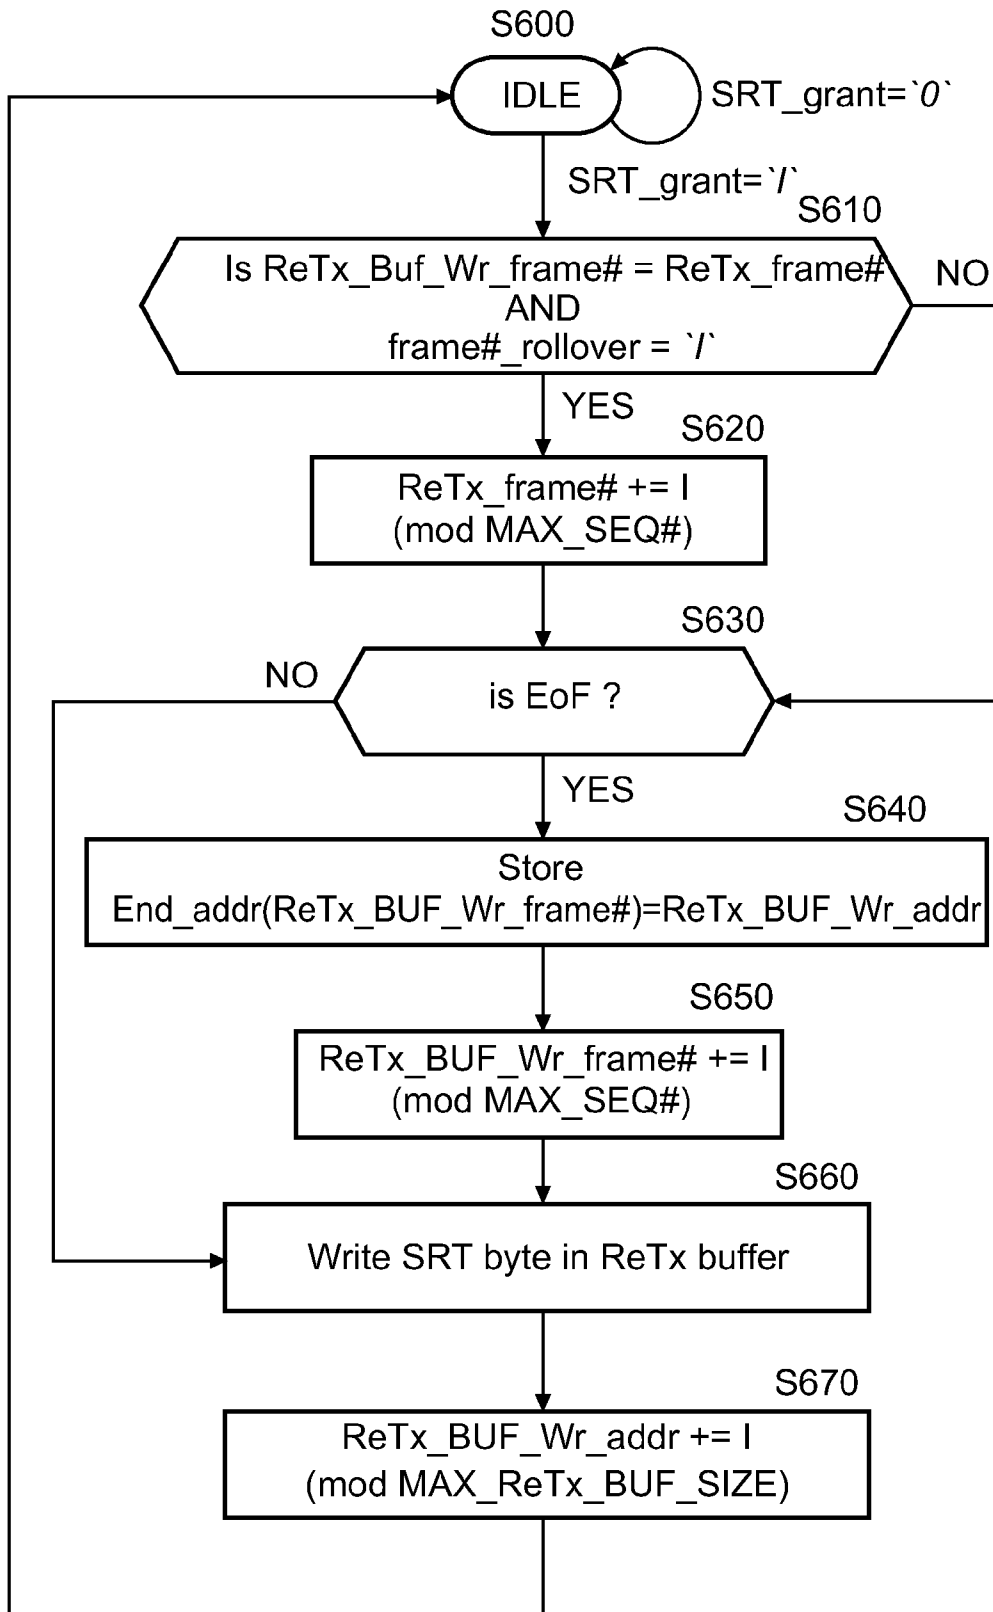 S600
IDLE
SRT_grant=`0`
SRT_grant=`I`
S610
Is ReTx_Buf_Wr_frame# = ReTx_frame#
AND
frame#_rollover = `I`
NO
YES
S620
ReTx_frame# += I
(mod MAX_SEQ#)
S630
NO
is EoF ?
YES
S640
Store
End_addr(ReTx_BUF_Wr_frame#)=ReTx_BUF_Wr_addr
S650
ReTx_BUF_Wr_frame# += I
(mod MAX_SEQ#)
S660
Write SRT byte in ReTx buffer
S670
ReTx_BUF_Wr_addr += I
(mod MAX_ReTx_BUF_SIZE)